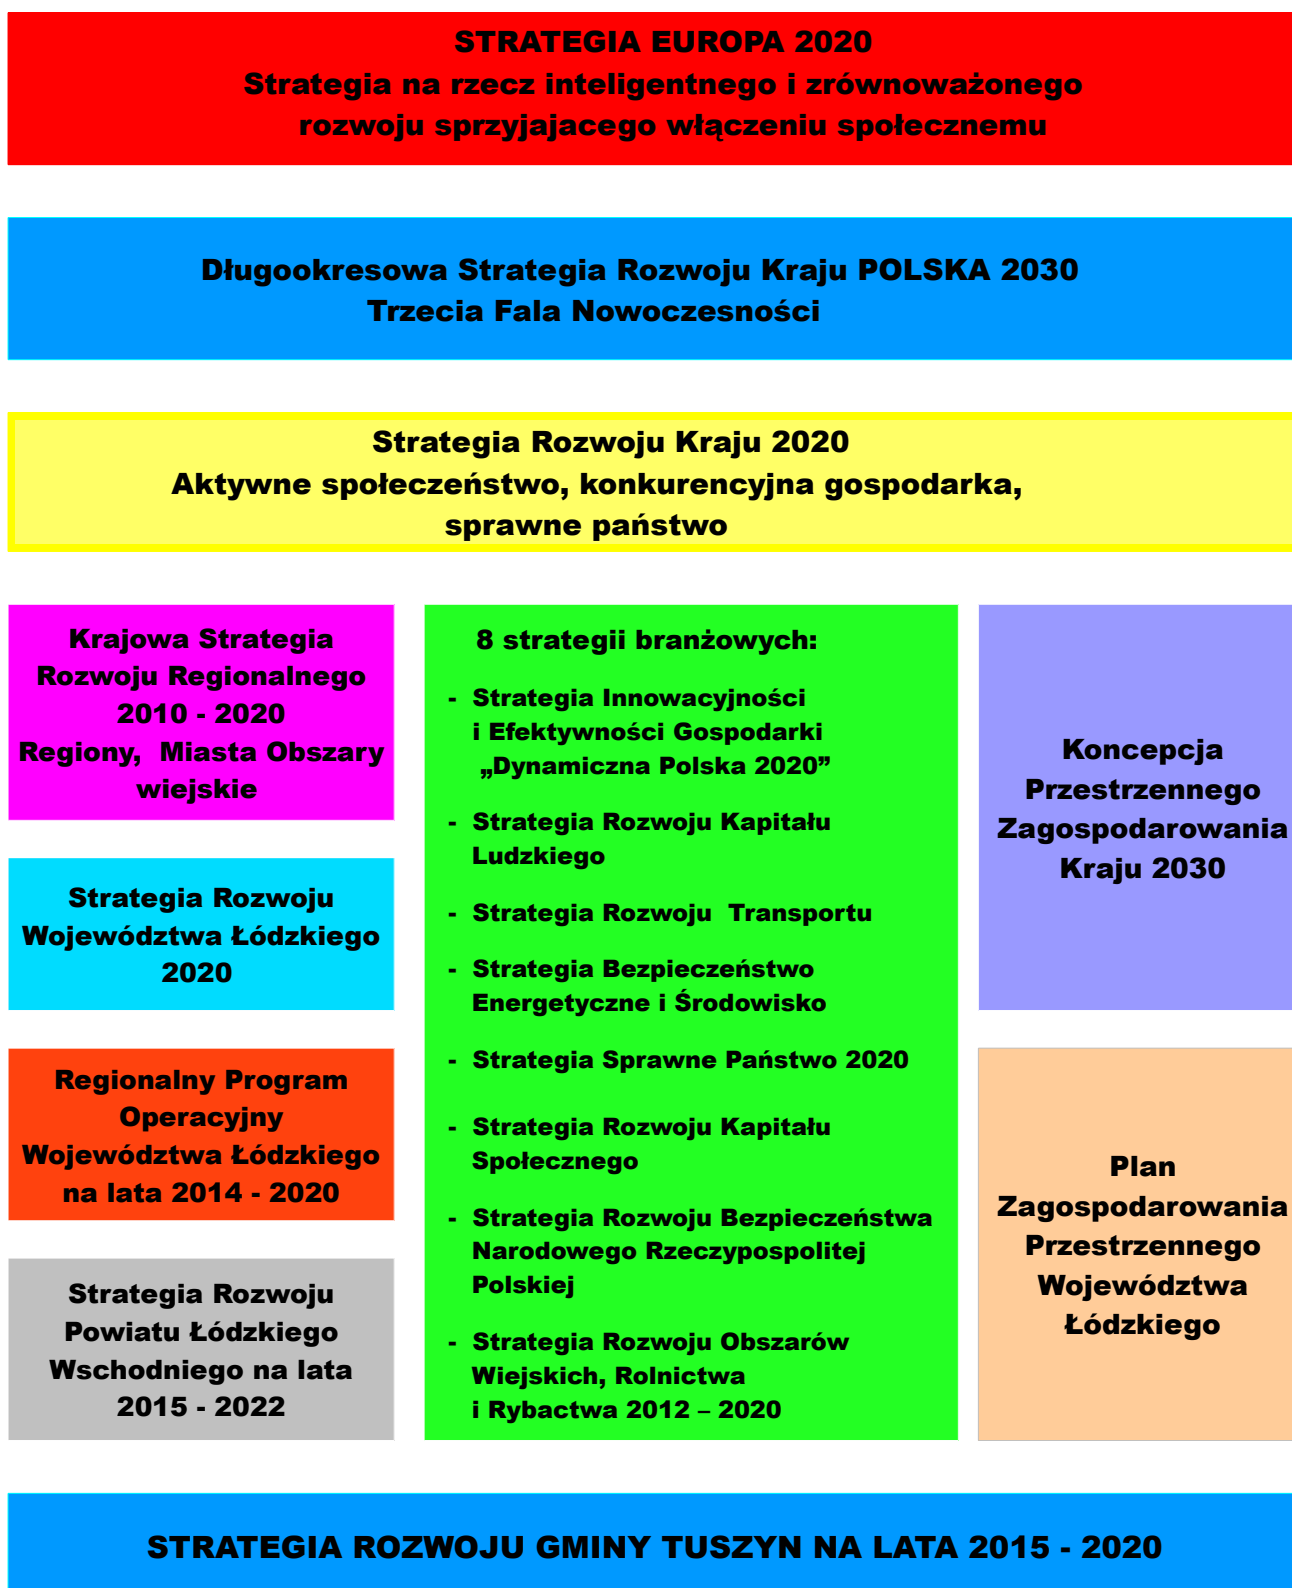 STRATEGIA EUROPA 2020
Strategia na rzecz inteligentnego i zrównoważonego
rozwoju sprzyjajacego włączeniu społecznemu
Długookresowa Strategia Rozwoju Kraju POLSKA 2030
Trzecia Fala Nowoczesności
Strategia Rozwoju Kraju 2020
Aktywne społeczeństwo, konkurencyjna gospodarka,
sprawne państwo
Krajowa Strategia
Rozwoju Regionalnego
2010 - 2020
Regiony, Miasta Obszary
wiejskie
Strategia Rozwoju
Województwa Łódzkiego
2020
Regionalny Program
Operacyjny
Województwa Łódzkiego
na lata 2014 - 2020
Strategia Rozwoju
Powiatu Łódzkiego
Wschodniego na lata
2015 - 2022
8 strategii branżowych:
- Strategia Innowacyjności
i Efektywności Gospodarki
„Dynamiczna Polska 2020”
- Strategia Rozwoju Kapitału
Ludzkiego
- Strategia Rozwoju Transportu
- Strategia Bezpieczeństwo
Energetyczne i Środowisko
- Strategia Sprawne Państwo 2020
- Strategia Rozwoju Kapitału
Społecznego
- Strategia Rozwoju Bezpieczeństwa
Narodowego Rzeczypospolitej
Polskiej
- Strategia Rozwoju Obszarów
Wiejskich, Rolnictwa
i Rybactwa 2012 – 2020
Koncepcja
Przestrzennego
Zagospodarowania
Kraju 2030
Plan
Zagospodarowania
Przestrzennego
Województwa
Łódzkiego
STRATEGIA ROZWOJU GMINY TUSZYN NA LATA 2015 - 2020